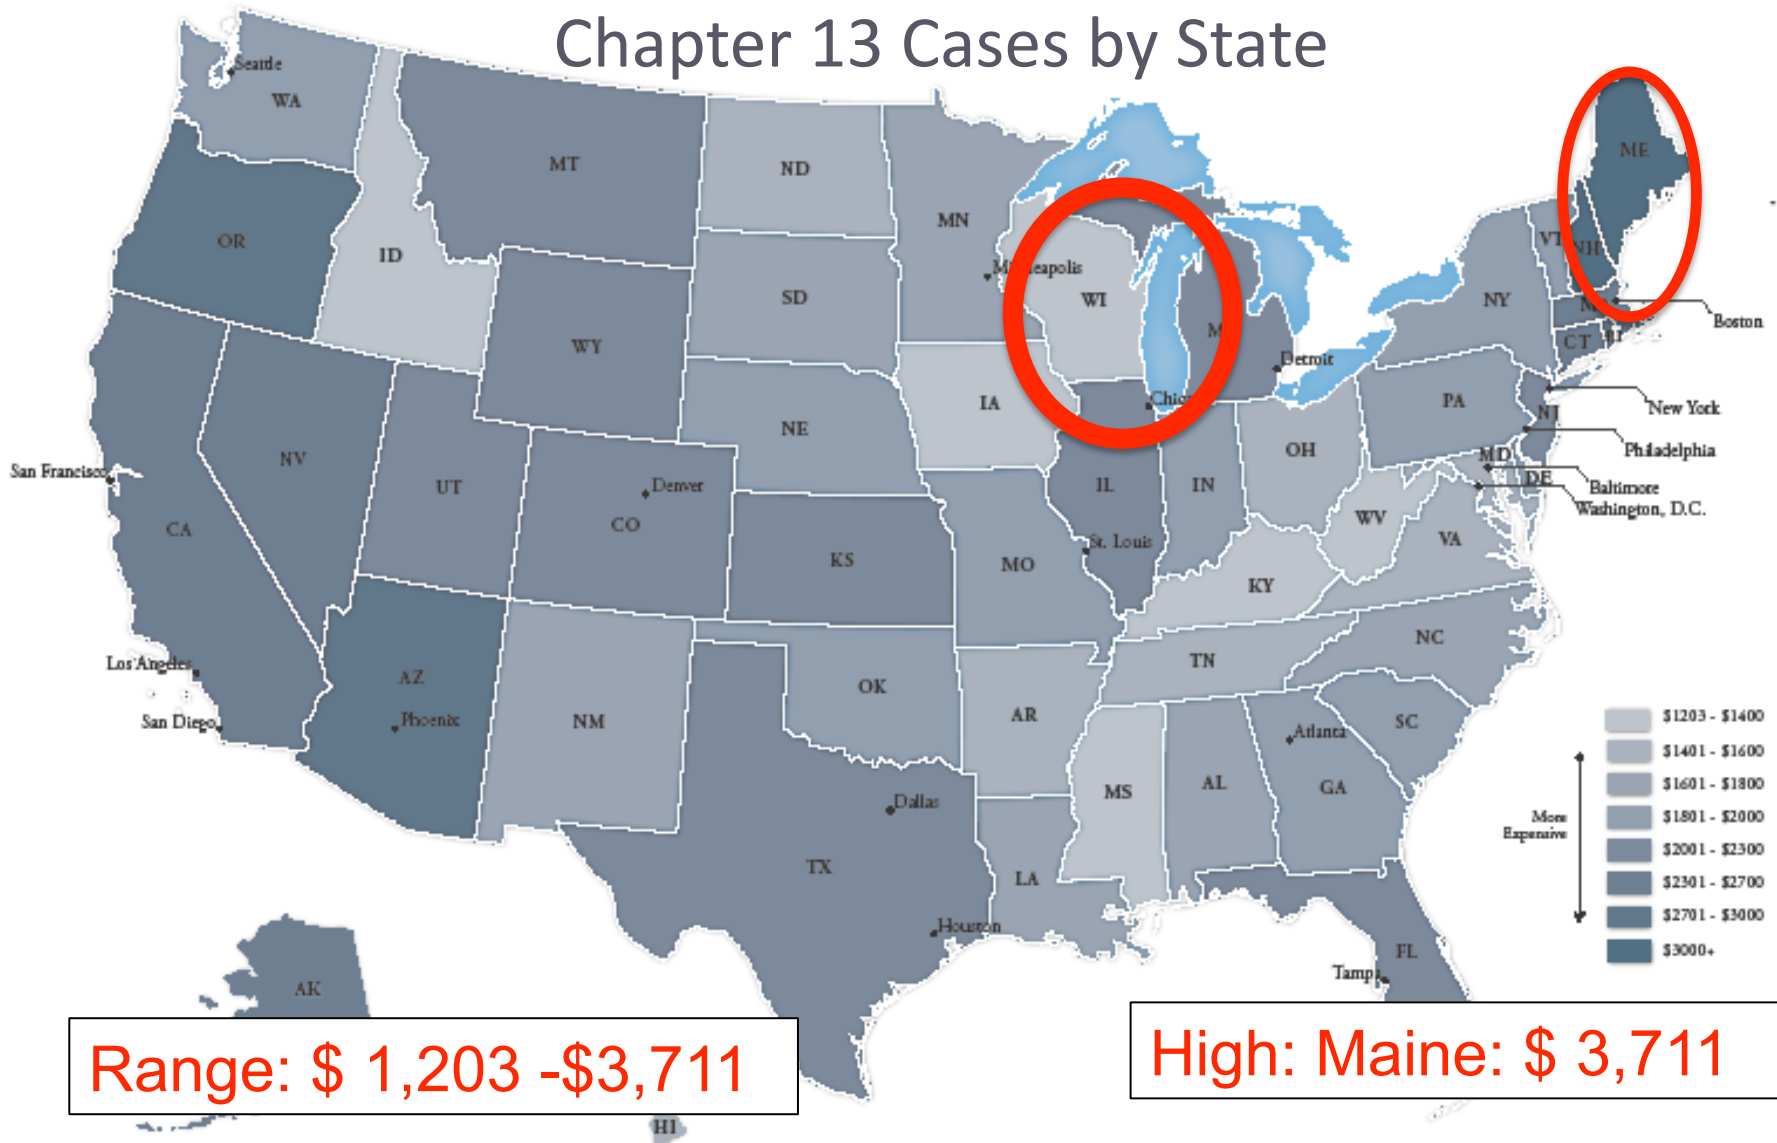 Chapter 13 Cases by State
Seattle
WA
MT
ND
MN
ME
OR
ID
VT
NH
Minneapolis
SD
WI
NY
MA
Boston
WY
M
CT
RI
Detroit
IA
Chic
PA
NJ
New York
NE
Philadelphia
NV
OH
MD
San Francisco
UT
Denver
IL
IN
DE
Baltimore
Washington, D.C.
CA
CO
WV
VA
St. Louis
KS
MO
KY
NC
Los Angeles
AZ
TN
OK
San Diego
Phoenix
NM
AR
SC
Atlanta
$1203 - $1400
$1401 - $1600
$1601 - $1800
$1801 - $2000
$2001 - $2300
$2301 - $2700
$2701 - $3000
$3000+
More
Expensive
MS
AL
GA
Dallas
TX
LA
Houston
FL
Tampa
AK
Range: $ 1,203 -$3,711
High: Maine: $ 3,711
HI